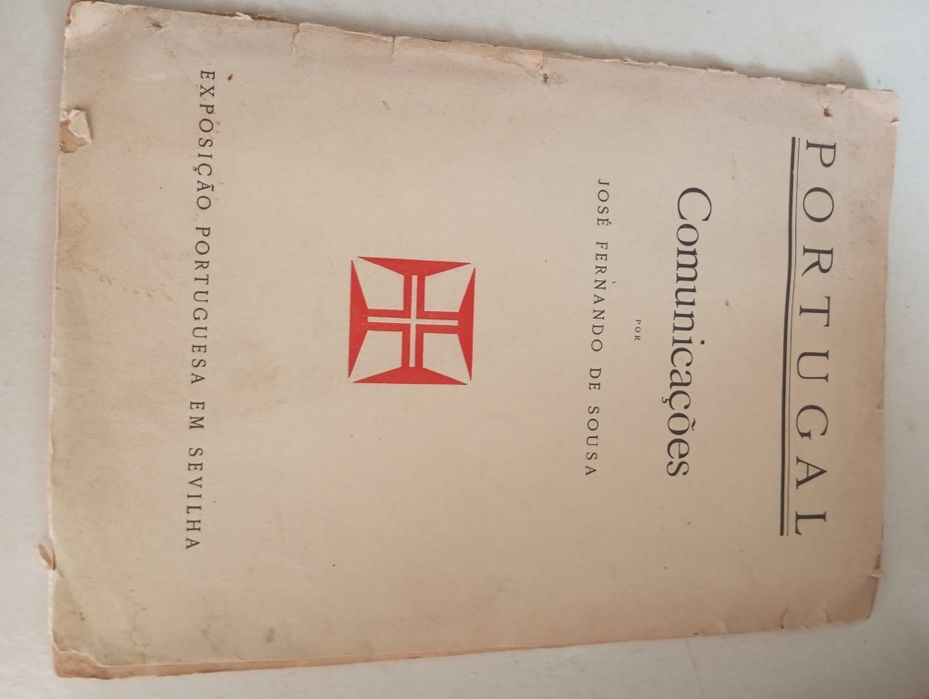 PORTUGAL
Comunicações
POR
JOSÉ FERNANDO DE SOUSA
EXPOSIÇÃO PORTUGUESA EM SEVILHA